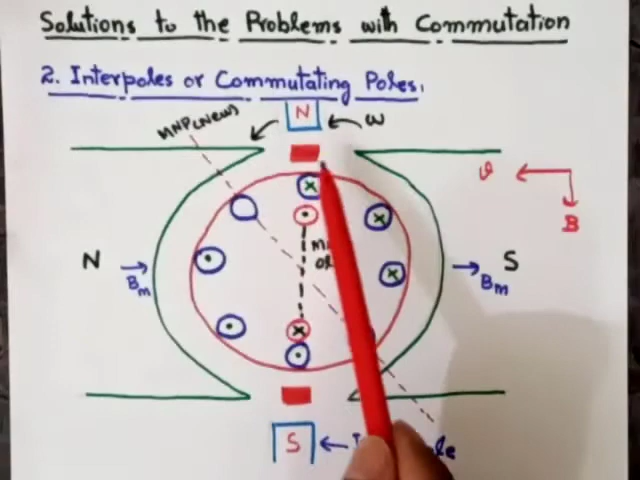 Solutions to the Problems with Commutation
2. Interpoles or Commutating Poles.
N
ω
MNP(New)
× 
B
N
Bm
S
Bm
S